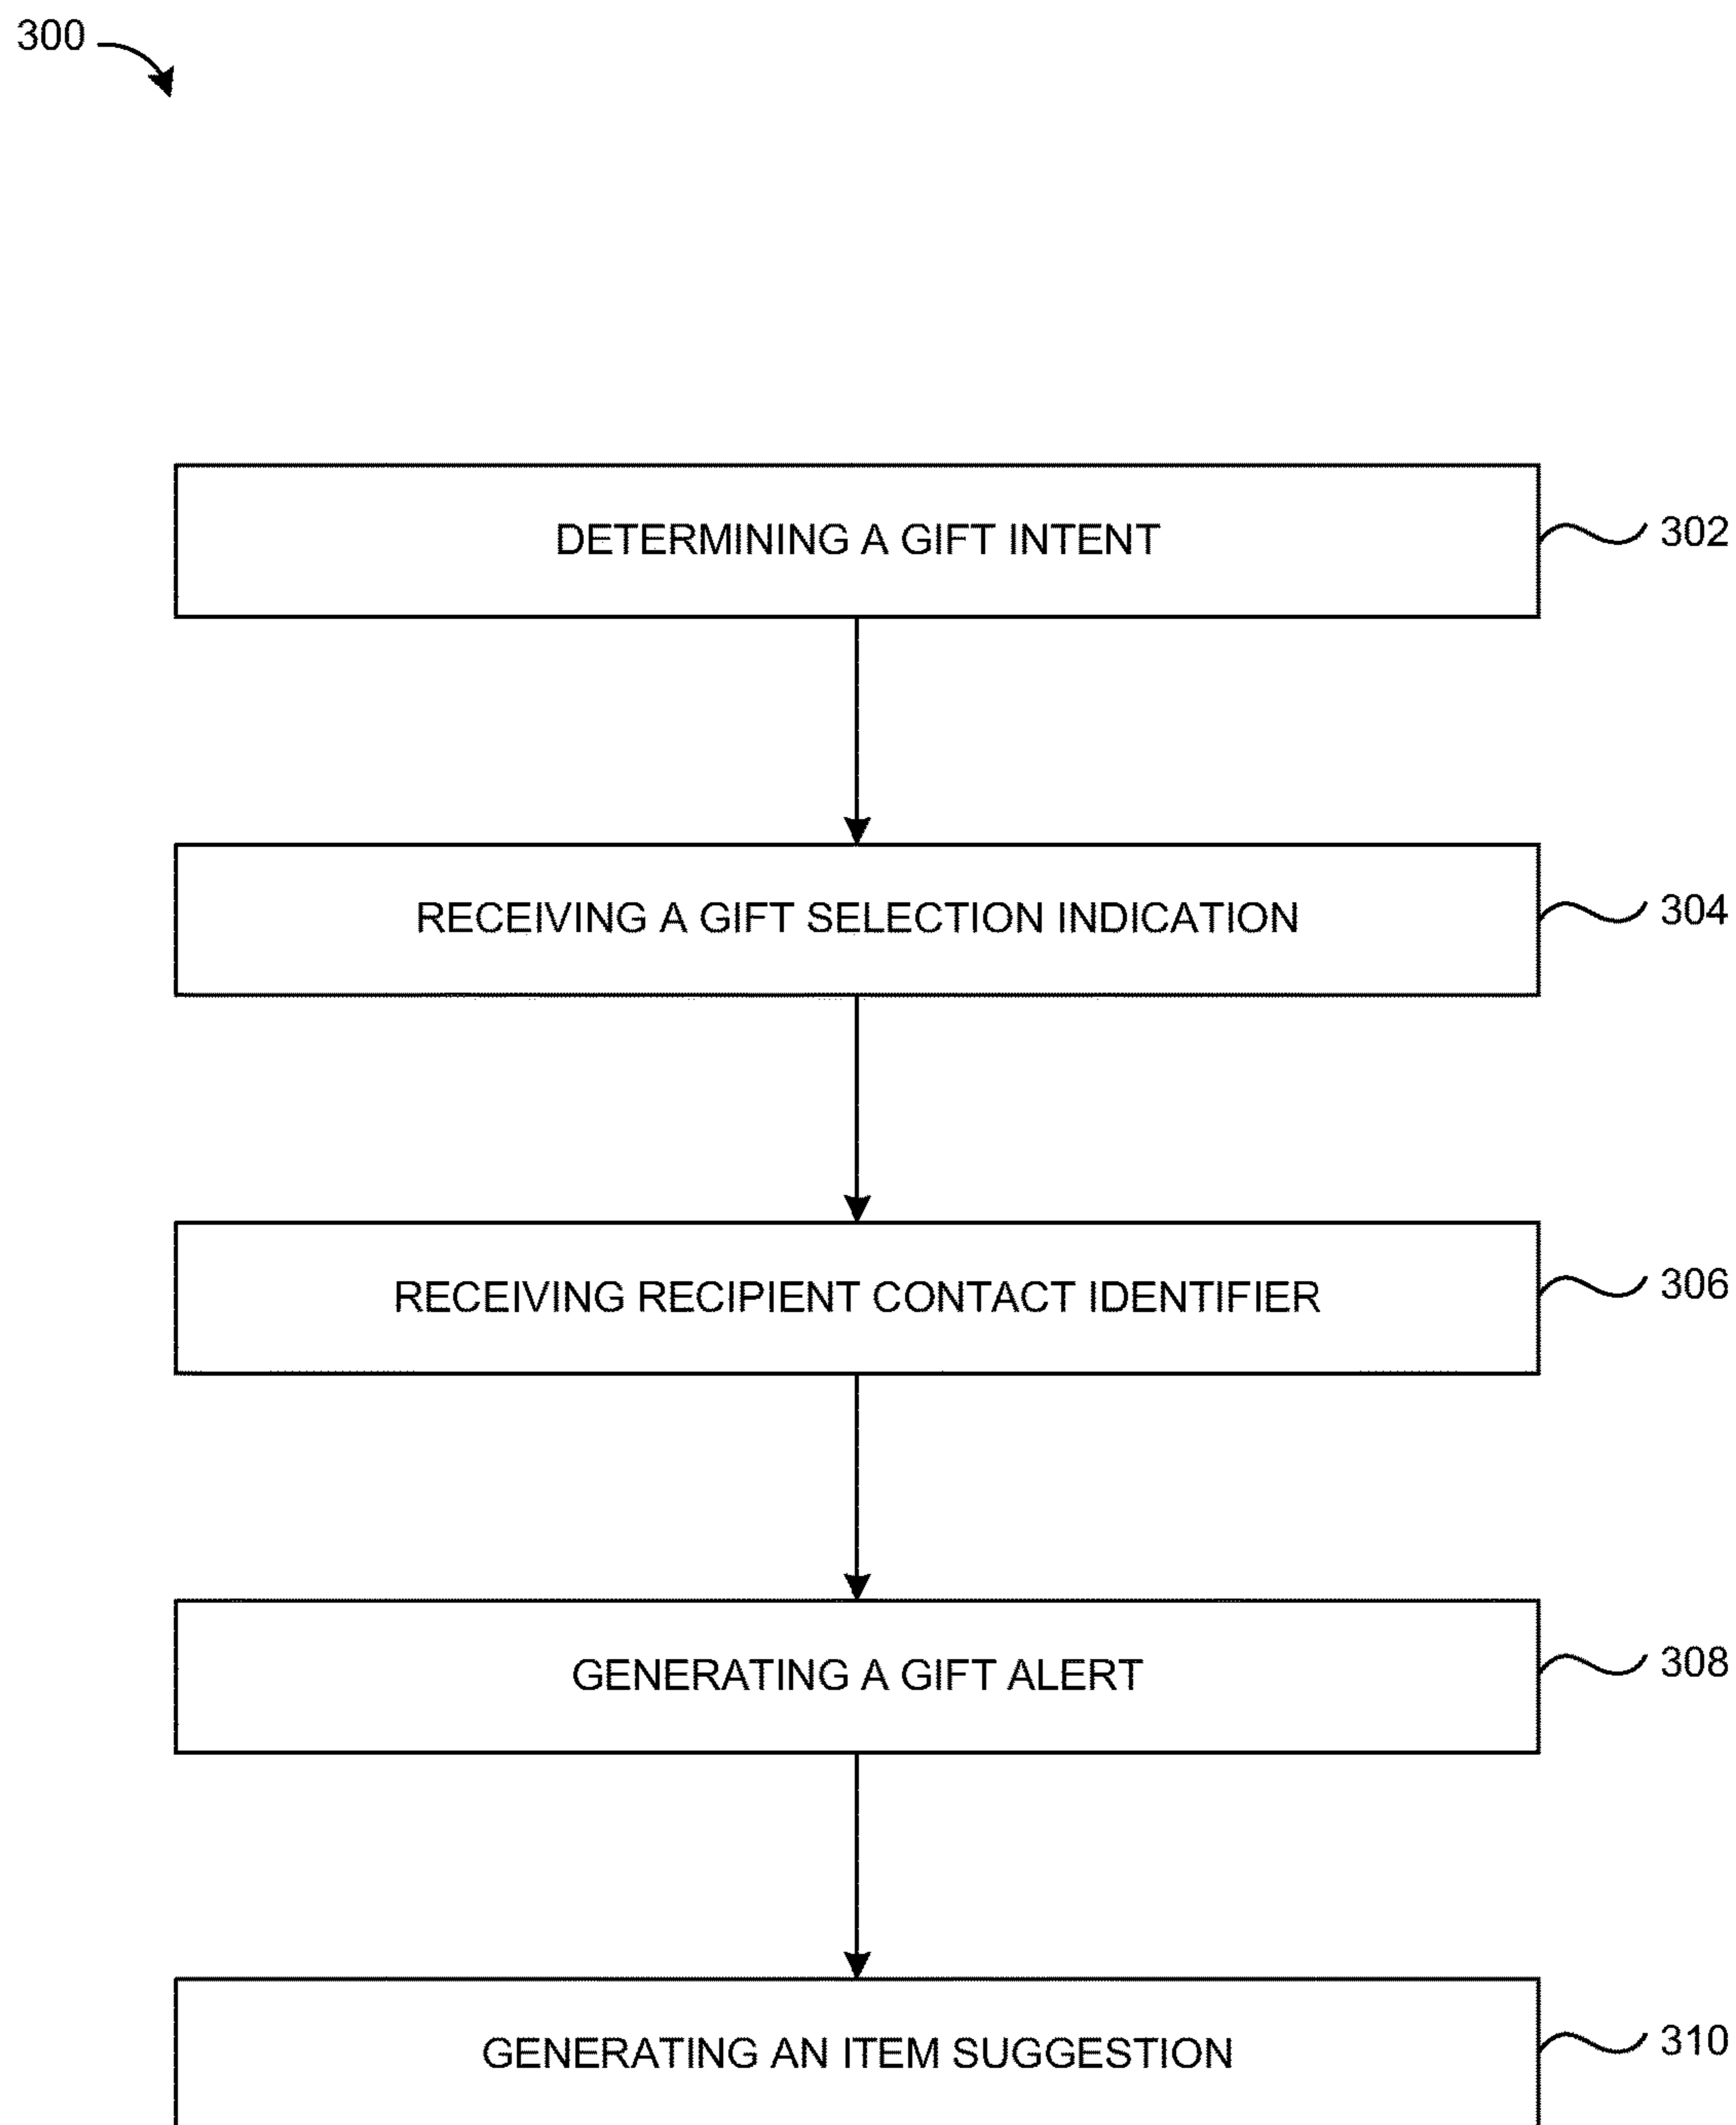 300
DETERMINING A GIFT INTENT
302
RECEIVING A GIFT SELECTION INDICATION
304
RECEIVING RECIPIENT CONTACT IDENTIFIER
306
GENERATING A GIFT ALERT
308
GENERATING AN ITEM SUGGESTION
310